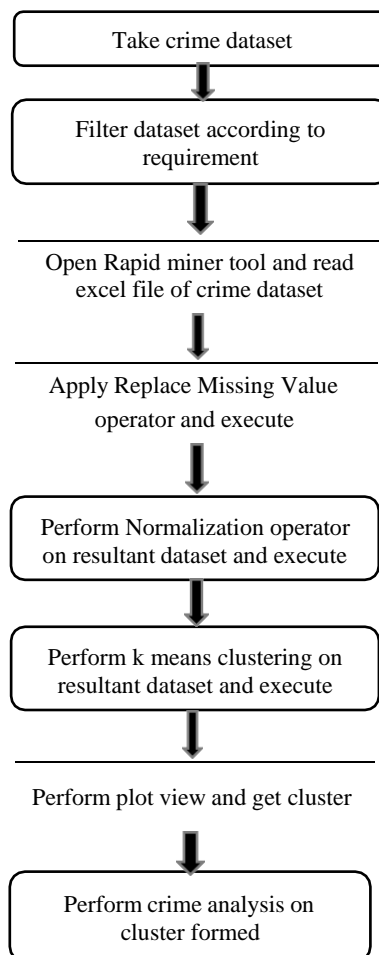 Take crime dataset
Filter dataset according to
requirement
Open Rapid miner tool and read
excel file of crime dataset
Apply Replace Missing Value
operator and execute
Perform Normalization operator
on resultant dataset and execute
Perform k means clustering on
resultant dataset and execute
Perform plot view and get cluster
Perform crime analysis on
cluster formed